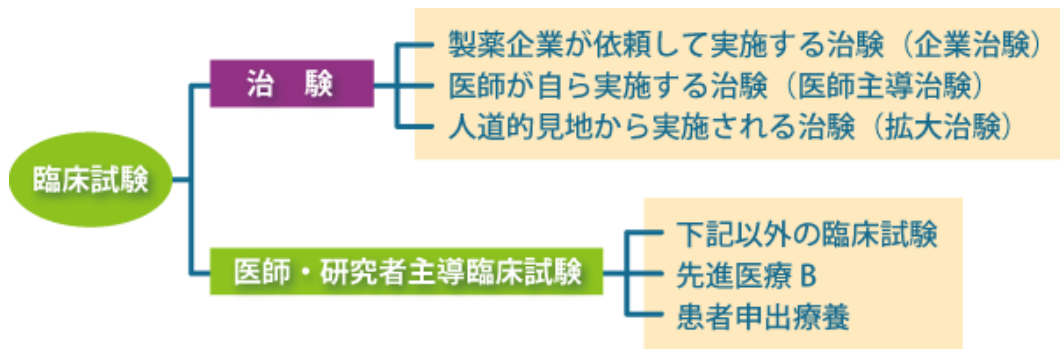 臨床試験
治　験
製薬企業が依頼して実施する治験（企業治験）
医師が自ら実施する治験（医師主導治験）
人道的見地から実施される治験（拡大治験）
医師・研究者主導臨床試験
下記以外の臨床試験
先進医療 B
患者申出療養